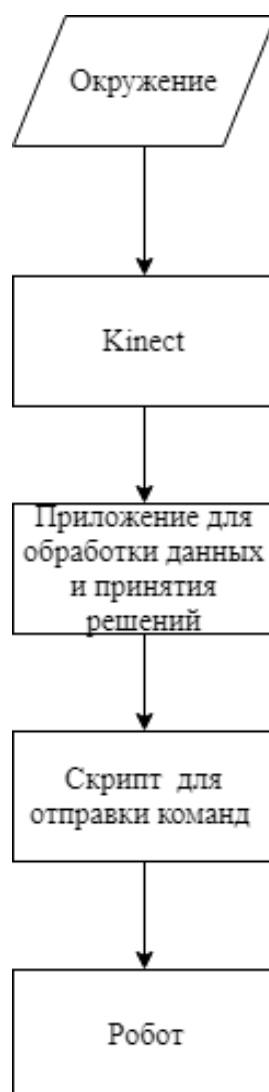 Окружение
Kinect
Приложение для
обработки данных
и принятия
решений
Скрипт для
отправки команд
Робот